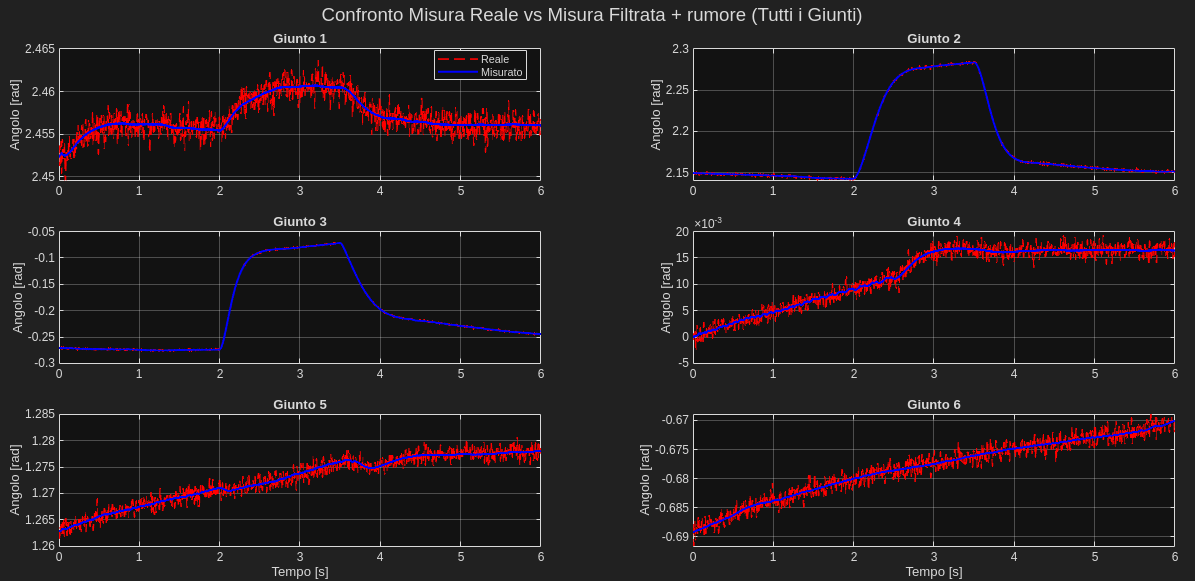 Confronto Misura Reale vs Misura Filtrata + rumore (Tutti i Giunti)
Giunto 1
Angolo [rad]
2.465
2.46
2.455
2.45
0 1 2 3 4 5 6
Reale
Misurato
Giunto 2
Angolo [rad]
2.3
2.25
2.2
2.15
0 1 2 3 4 5 6
Giunto 3
Angolo [rad]
-0.05
-0.1
-0.15
-0.2
-0.25
-0.3
0 1 2 3 4 5 6
Giunto 4
×10-3
Angolo [rad]
20
15
10
5
0
-5
0 1 2 3 4 5 6
Giunto 5
Angolo [rad]
1.285
1.28
1.275
1.27
1.265
1.26
0 1 2 3 4 5 6
Tempo [s]
Giunto 6
Angolo [rad]
-0.67
-0.675
-0.68
-0.685
-0.69
0 1 2 3 4 5 6
Tempo [s]